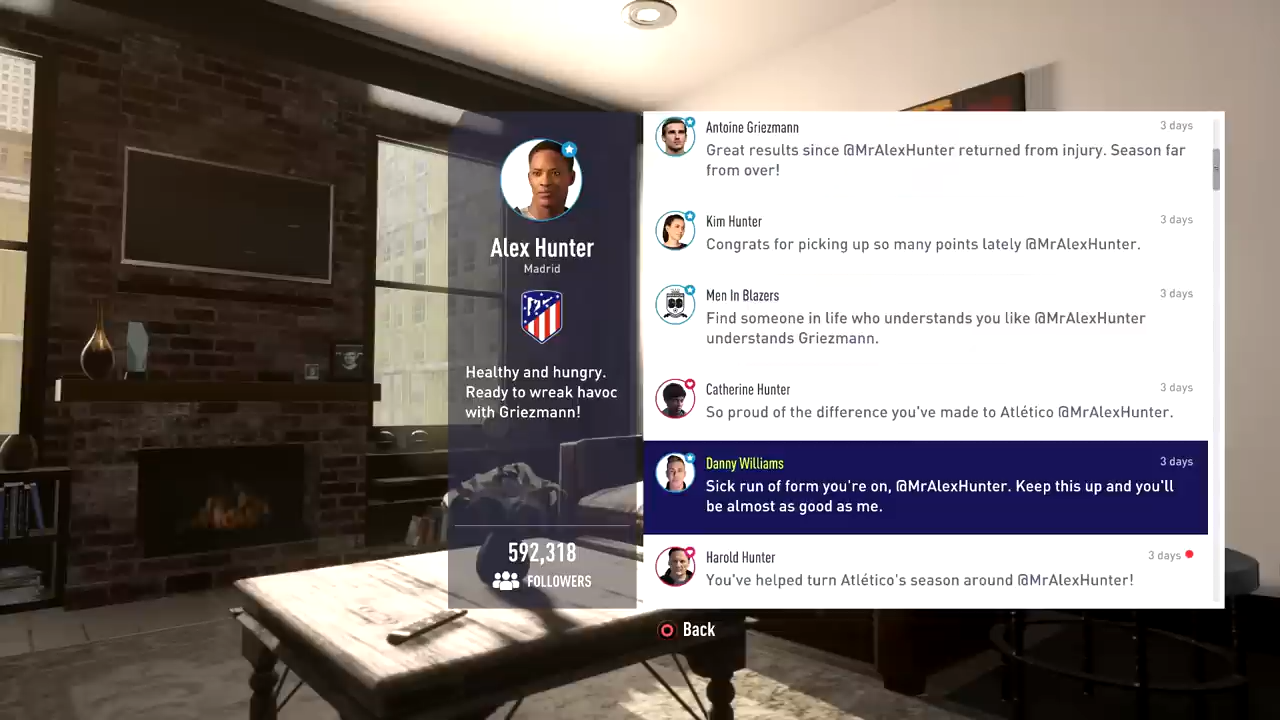 Alex Hunter
Madrid
Healthy and hungry.
Ready to wreak havoc
with Griezmann!
592,318
FOLLOWERS
Antoine Griezmann
3 days
Great results since @MrAlexHunter returned from injury. Season far
from over!
Kim Hunter
3 days
Congrats for picking up so many points lately @MrAlexHunter.
Men In Blazers
3 days
Find someone in life who understands you like @MrAlexHunter
understands Griezmann.
Catherine Hunter
3 days
So proud of the difference you've made to Atlético @MrAlexHunter.
Danny Williams
3 days
Sick run of form you're on, @MrAlexHunter. Keep this up and you'll
be almost as good as me.
Harold Hunter
3 days
You've helped turn Atlético's season around @MrAlexHunter!
Back